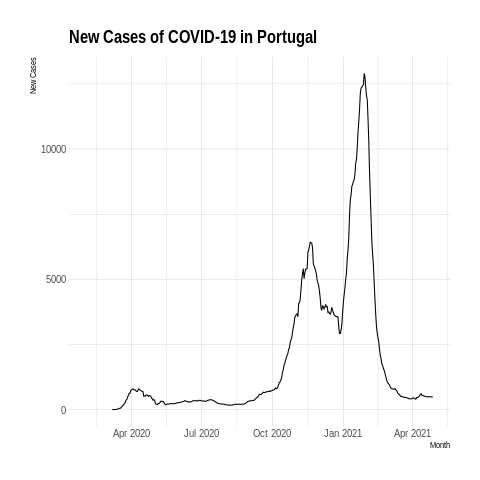 New Cases of COVID-19 in Portugal
New Cases
10000
5000
0
Apr 2020 Jul 2020 Oct 2020 Jan 2021 Apr 2021
Month